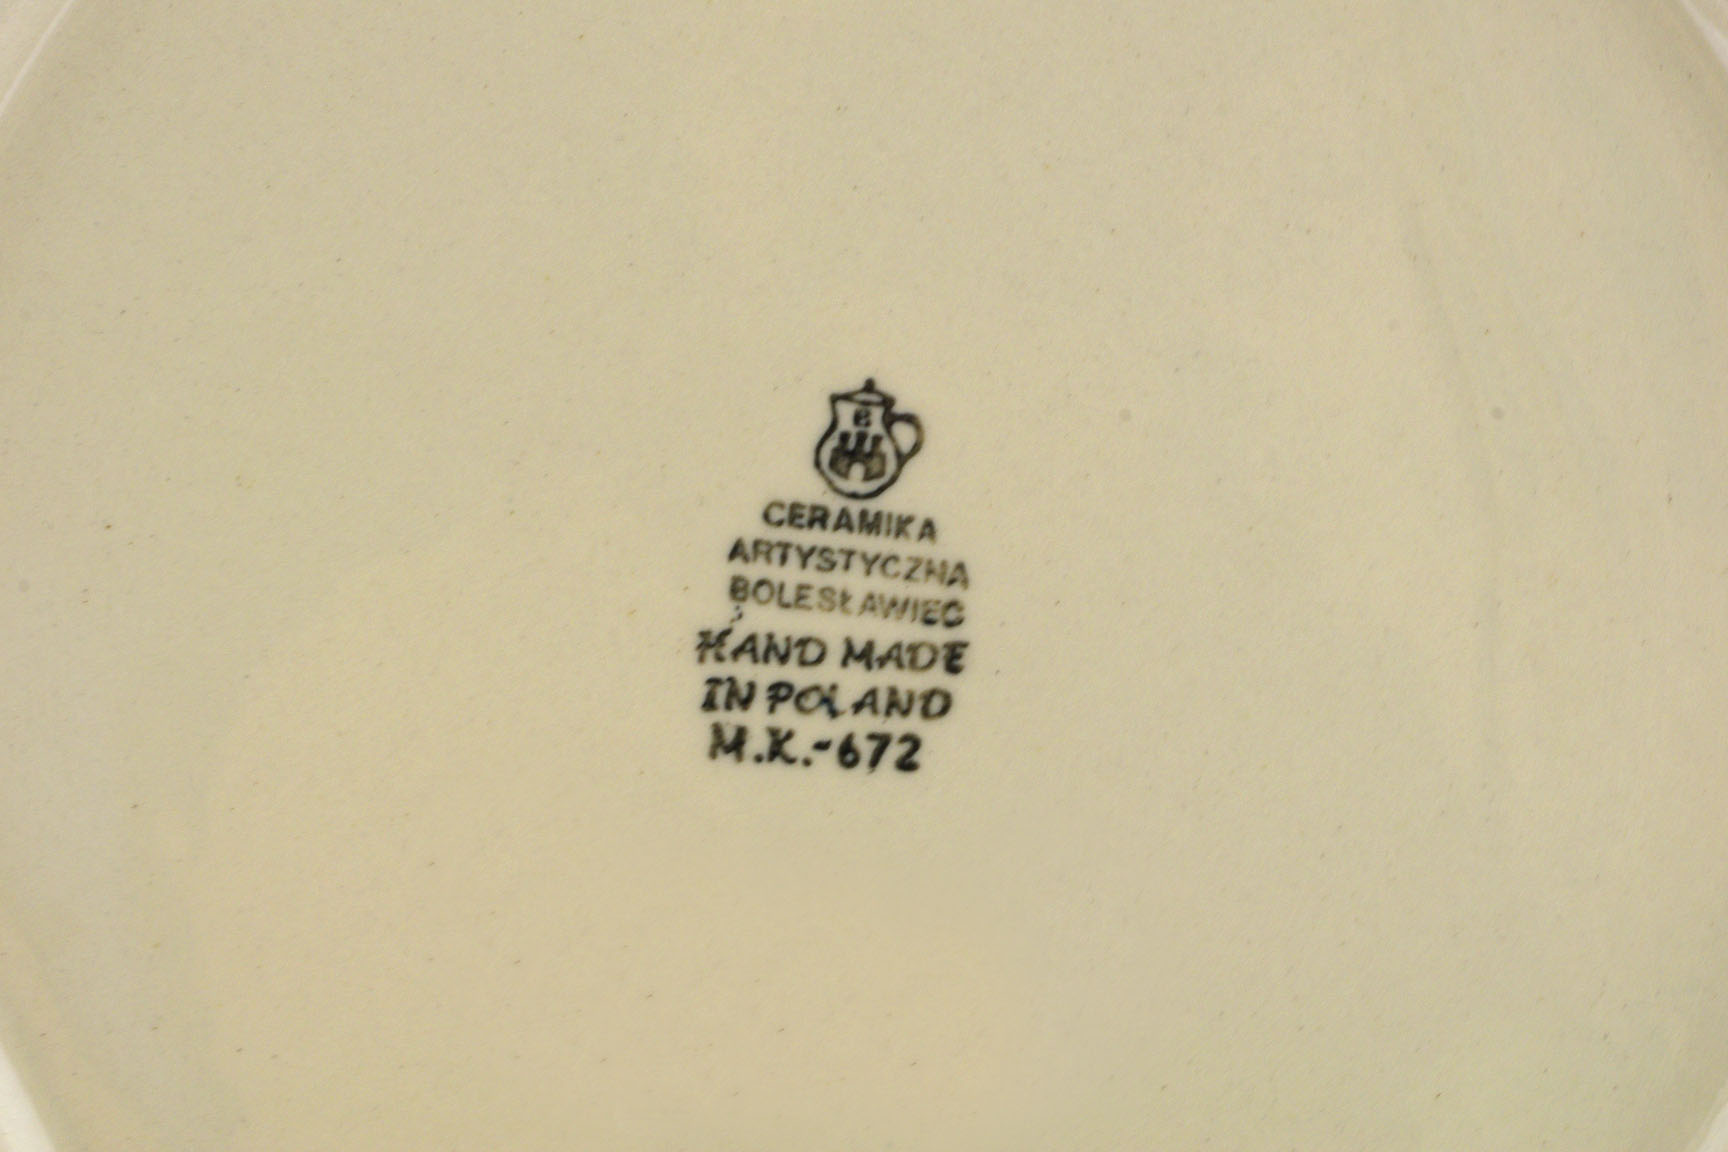 B
CERAMIKA
ARTYSTYCZNA
BOLESŁAWIEC
HAND MADE
IN POLAND
M.K.-672